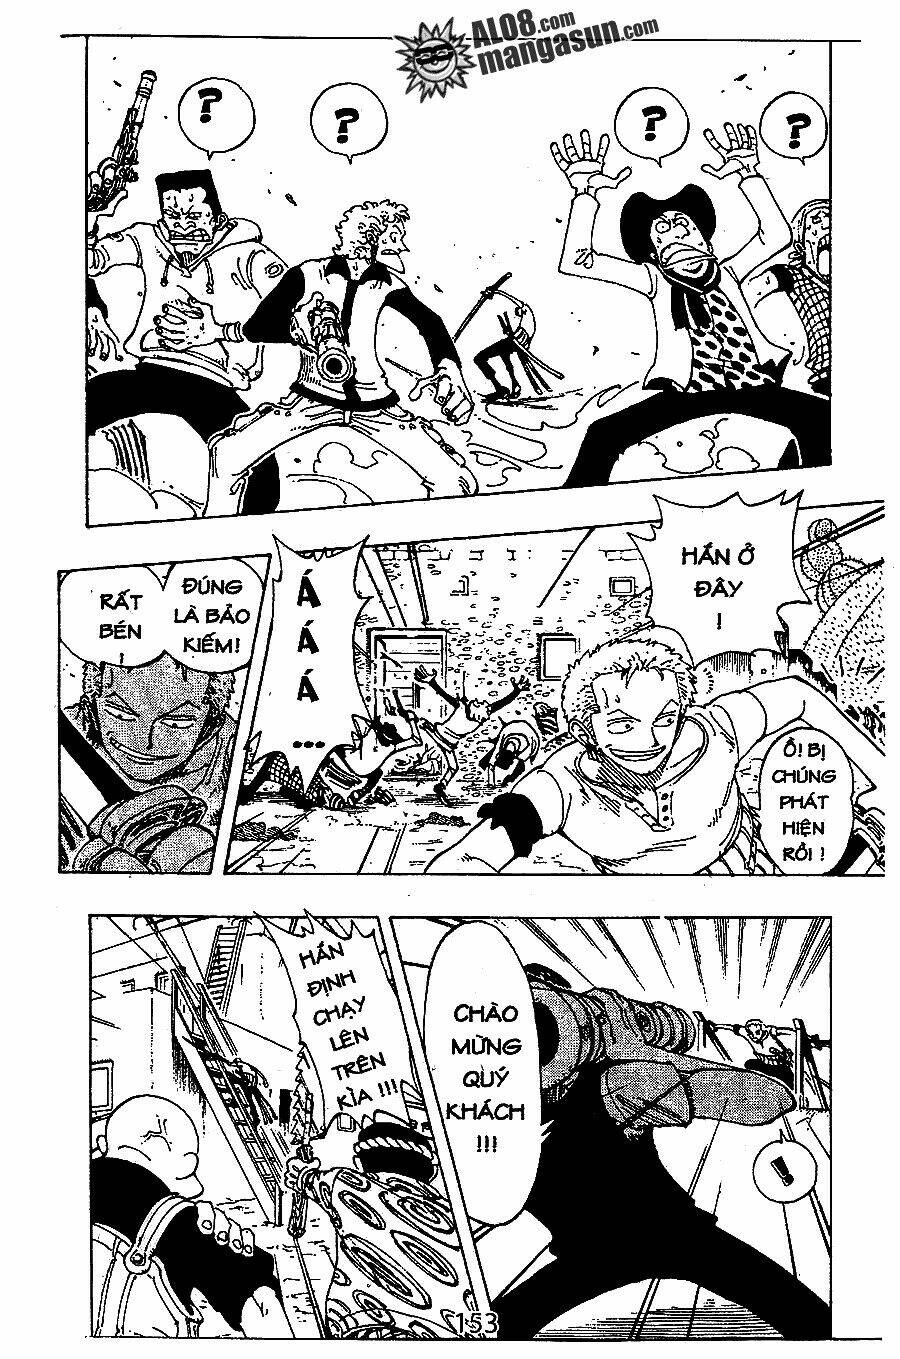 AL08.com
mangasun.com
?
?
?
?
HẮN Ở
ĐÂY
!
Ồ! BỊ
CHÚNG
PHÁT
HIỆN
RỒI !
Á
Á
Á
...
ĐÚNG
LÀ BẢO
KIẾM!
RẤT
BÉN
!
CHÀO
MỪNG
QUÝ
KHÁCH
!!!
!
HẮN
ĐỊNH
CHẠY
LÊN
TRÊN
KÌA !!!
153